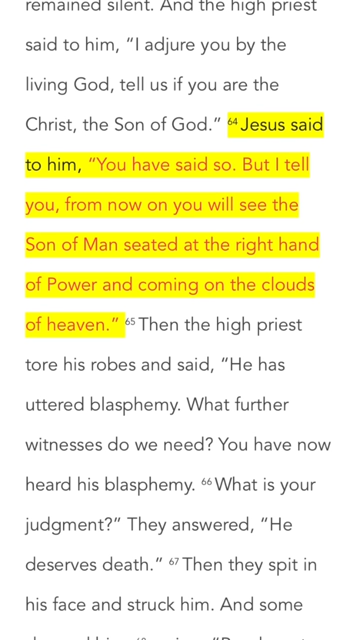 remained silent. And the high priest
said to him, “I adjure you by the
living God, tell us if you are the
Christ, the Son of God.” 64 Jesus said
to him, “You have said so. But I tell
you, from now on you will see the
Son of Man seated at the right hand
of Power and coming on the clouds
of heaven.” 65 Then the high priest
tore his robes and said, “He has
uttered blasphemy. What further
witnesses do we need? You have now
heard his blasphemy. 66 What is your
judgment?” They answered, “He
deserves death.” 67 Then they spit in
his face and struck him. And some